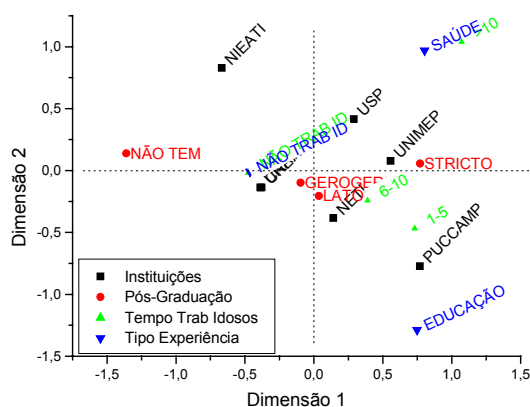 1,0
0,5
0,0
-0,5
-1,0
-1,5
Dimensão 2
NIEATI
SAÚDE
>10
USP
NÃO TRAB ID
NÃO TRAB ID
UNIMEP
NÃO TEM
STRICTO
LATO
6-10
1-5
PUCCAMP
EDUCAÇÃO
Instituições
Pós-Graduação
Tempo Trab Idosos
Tipo Experiência
-1,5 -1,0 -0,5 0,0 0,5 1,0 1,5
Dimensão 1